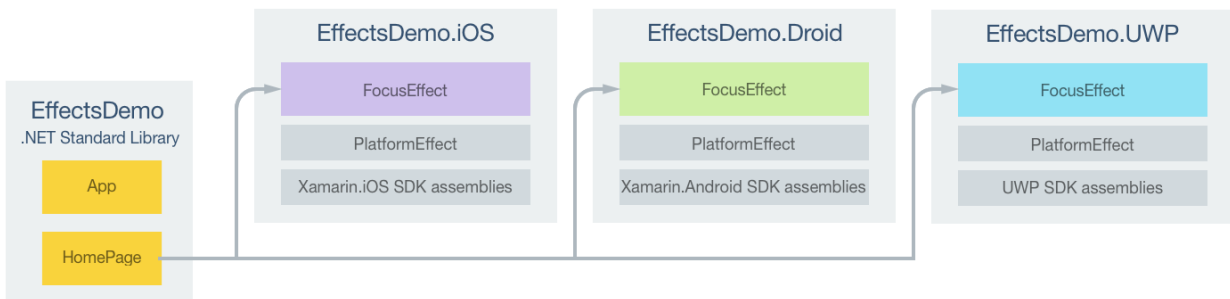 EffectsDemo
.NET Standard Library
App
HomePage
EffectsDemo.iOS
FocusEffect
PlatformEffect
Xamarin.iOS SDK assemblies
EffectsDemo.Droid
FocusEffect
PlatformEffect
Xamarin.Android SDK assemblies
EffectsDemo.UWP
FocusEffect
PlatformEffect
UWP SDK assemblies